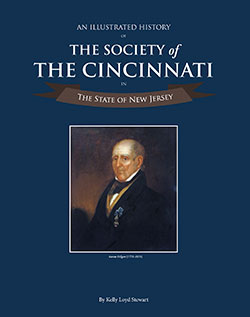 AN ILLUSTRATED HISTORY
OF
THE SOCIETY of
THE CINCINNATI
IN
THE STATE OF NEW JERSEY
By Kelly Loyd Stewart